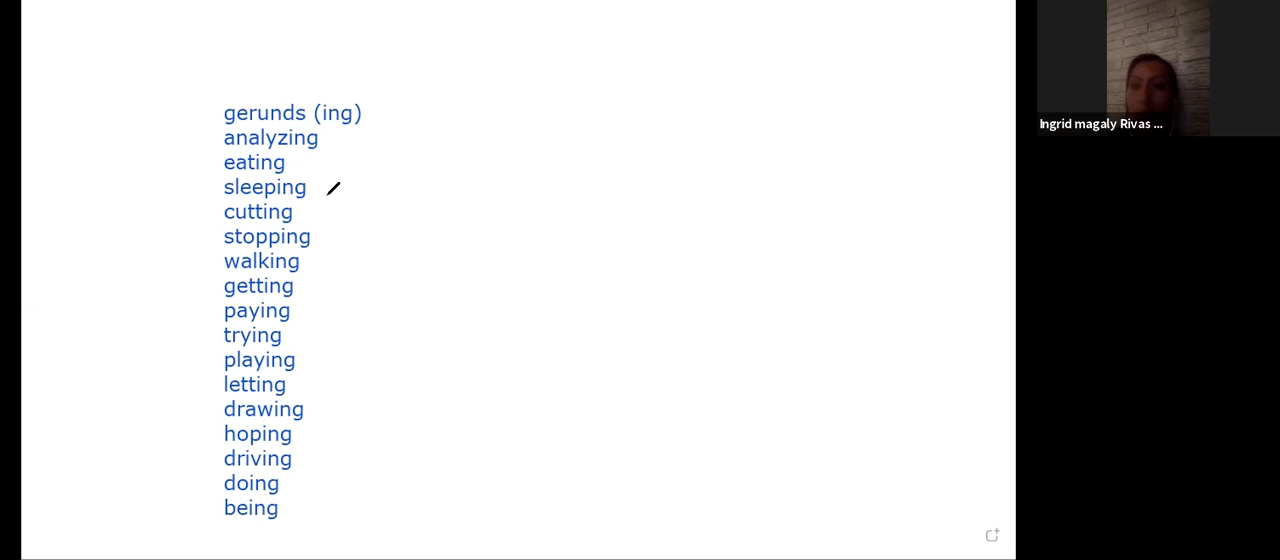 gerunds (ing)
analyzing
eating
sleeping
cutting
stopping
walking
getting
paying
trying
playing
letting
drawing
hoping
driving
doing
being
Ingrid magaly Rivas ...